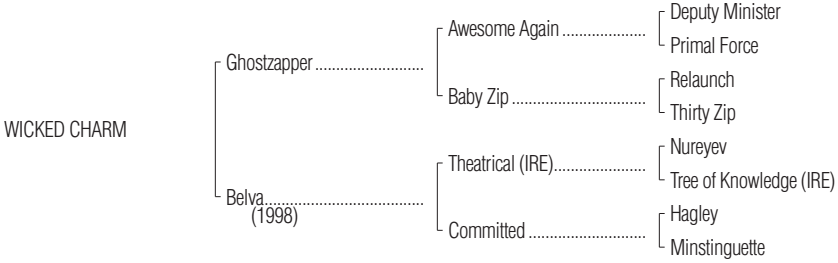 Deputy Minister
Awesome Again ....................
Primal Force
Ghostzapper ..........................
Relaunch
Baby Zip ................................
Thirty Zip
WICKED CHARM
Nureyev
Theatrical (IRE)......................
Tree of Knowledge (IRE)
Belva......................................
(1998)
Hagley
Committed ............................
Minstinguette